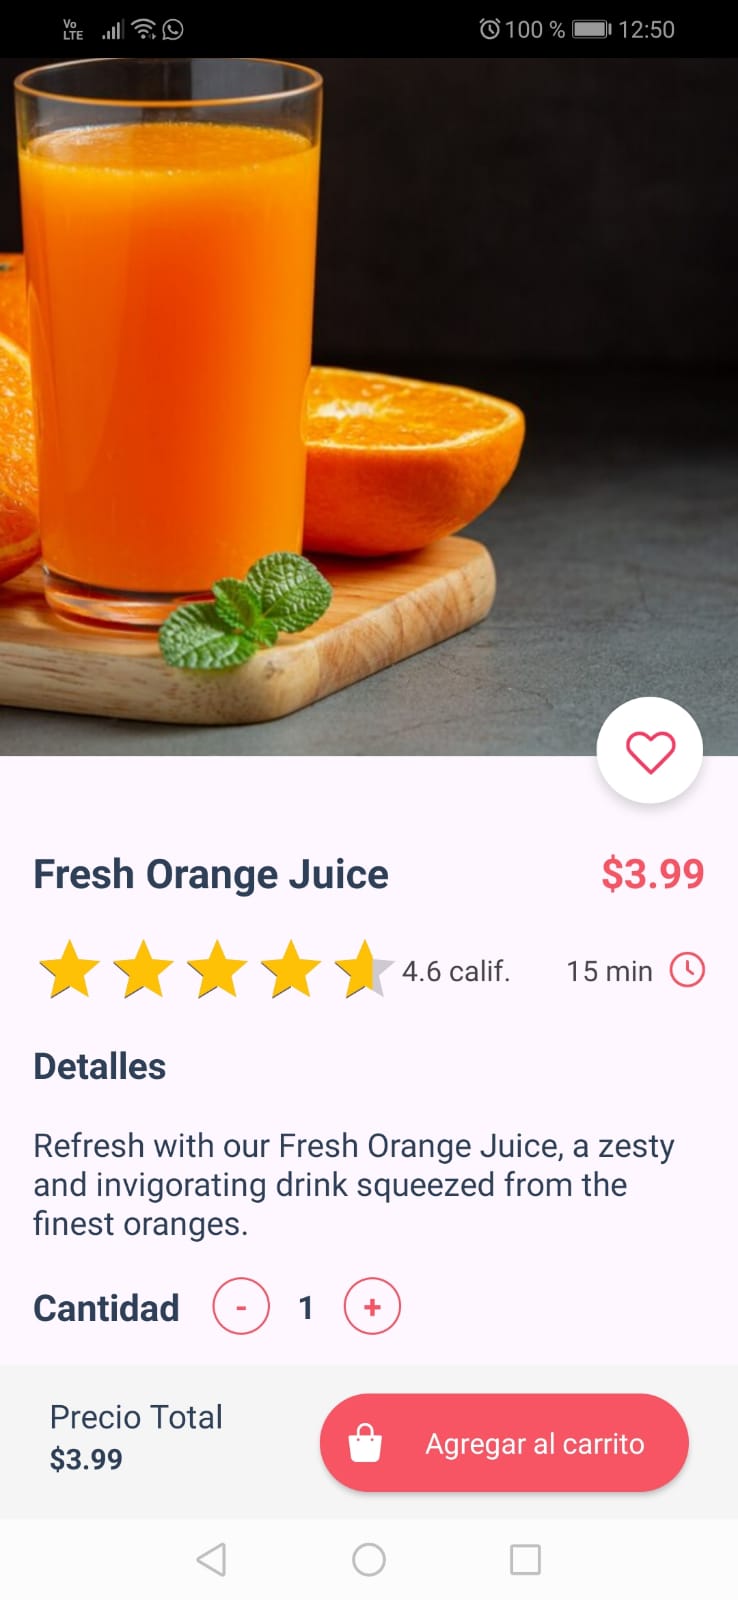 Vo
LTE
100 %
12:50
Fresh Orange Juice
$3.99
4.6 calif.
15 min
Detalles
Refresh with our Fresh Orange Juice, a zesty
and invigorating drink squeezed from the
finest oranges.
Cantidad
-
1
+
Precio Total
$3.99
Agregar al carrito